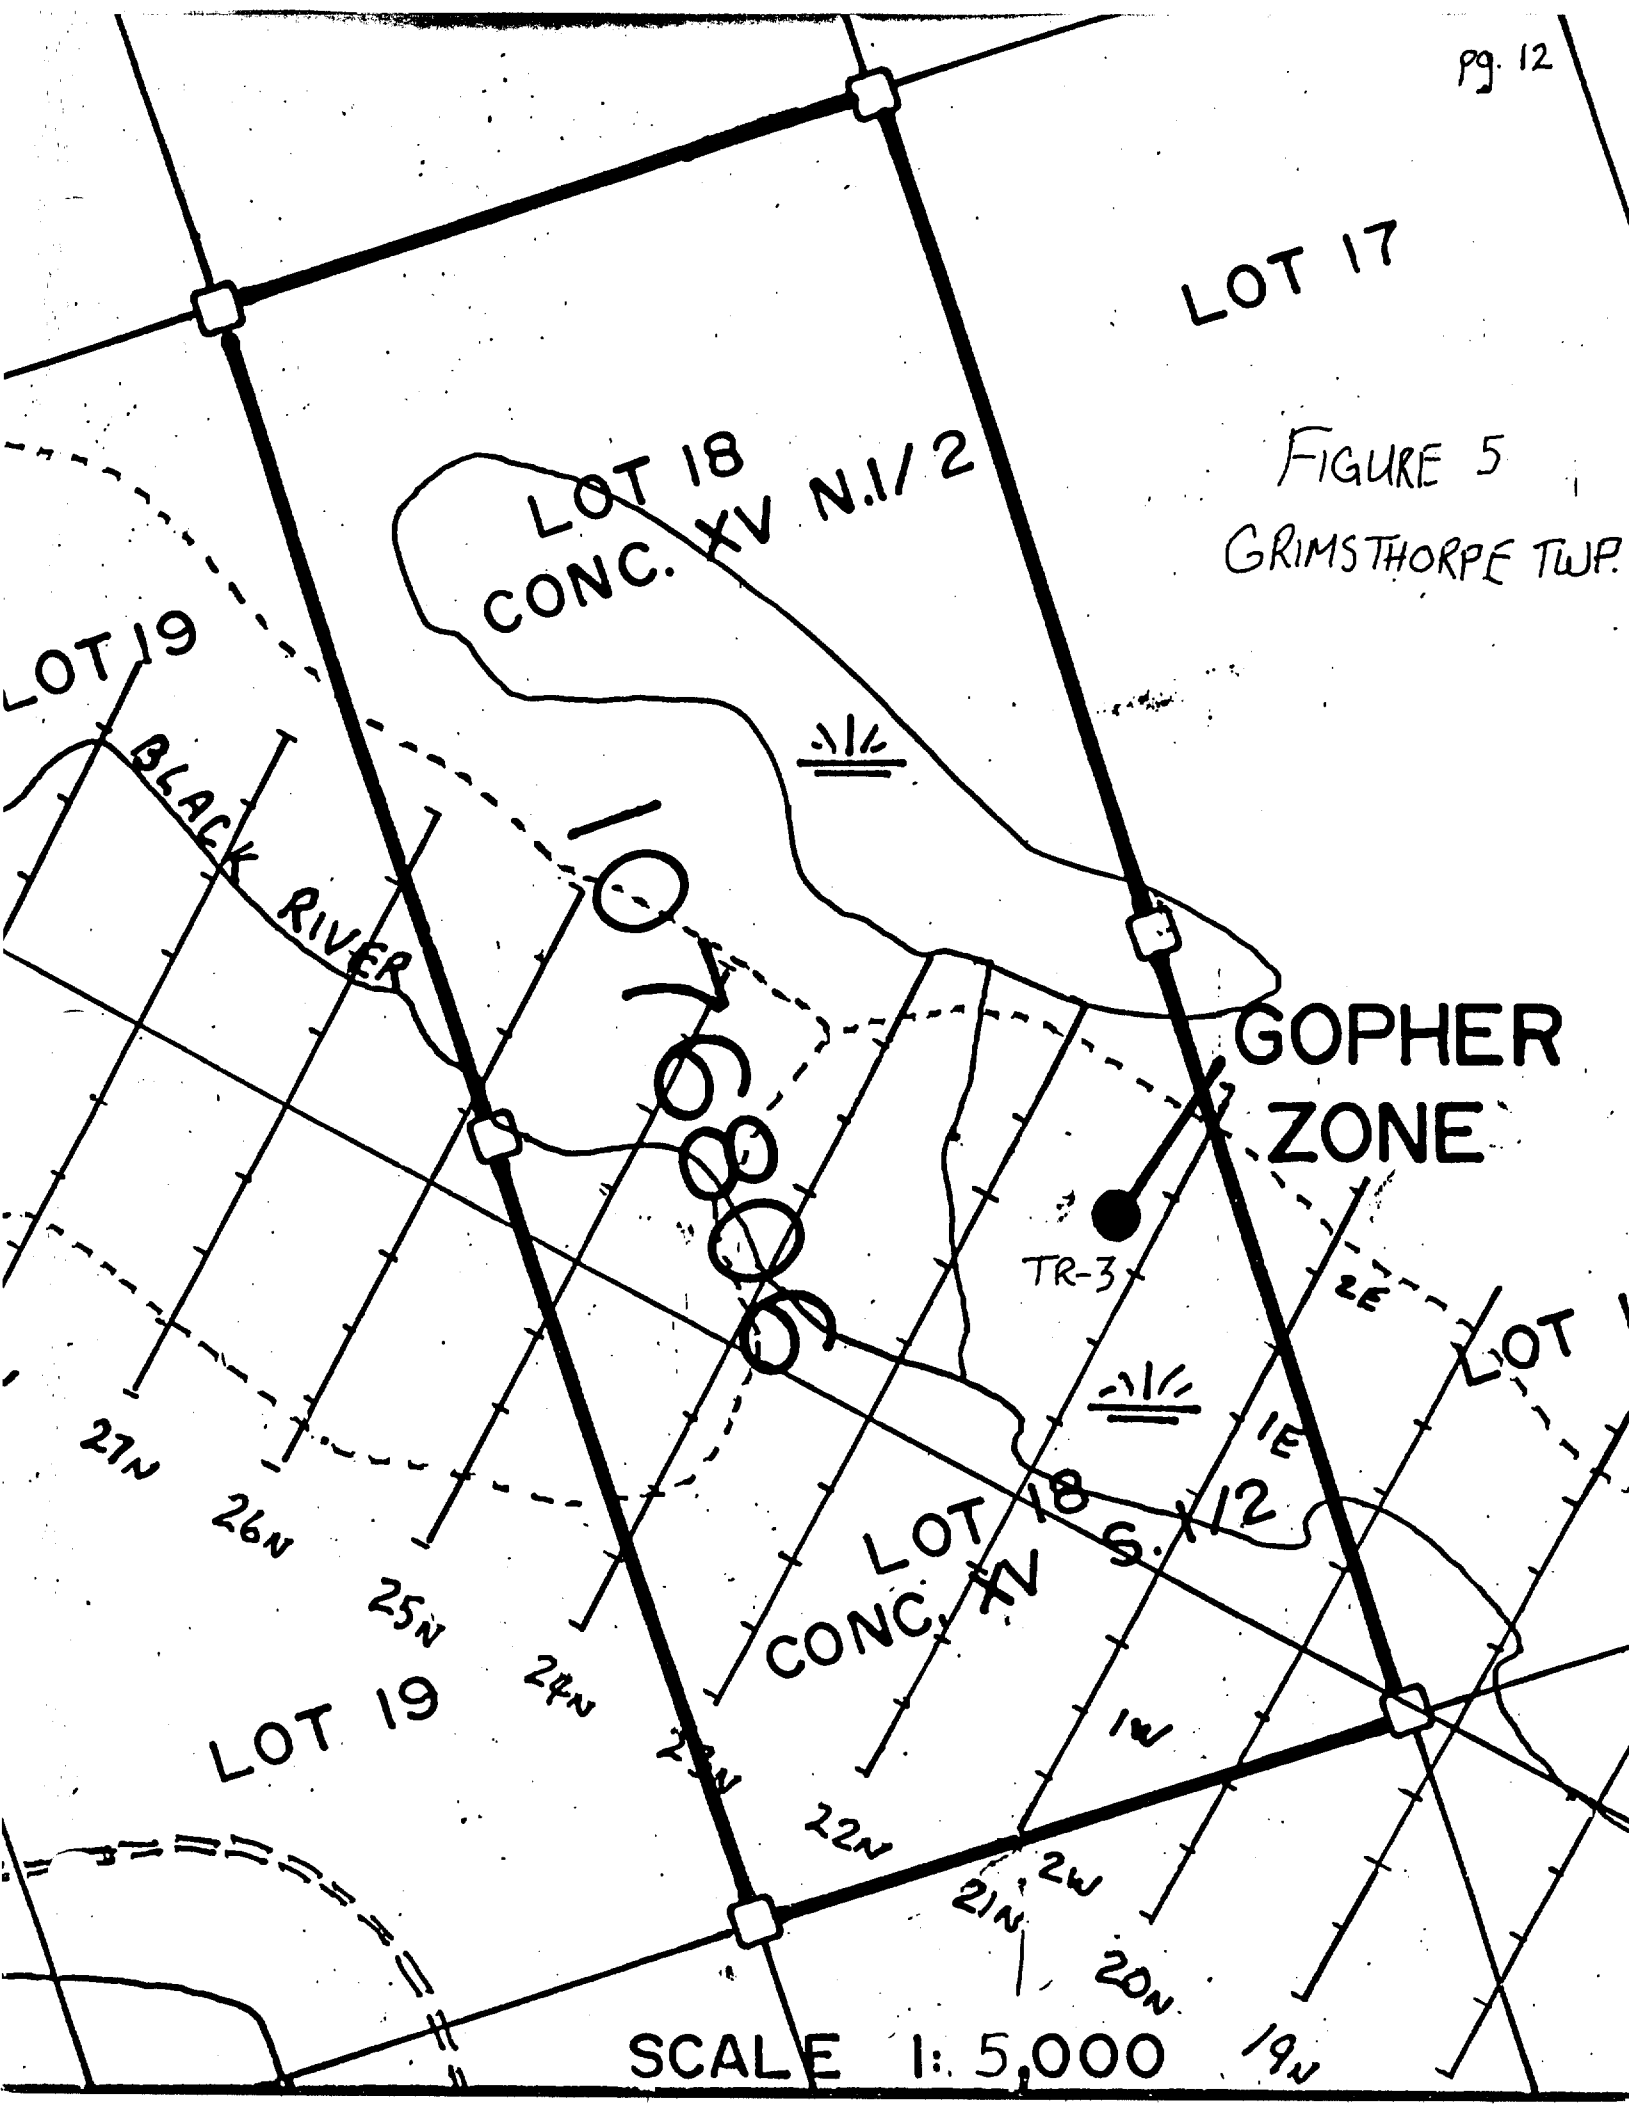 pg. 12
LOT 17
FIGURE 5
GRIMSTHORPE TWP.
LOT 18
CONC. XV N.1/2
LOT 19
BLACK RIVER
GOPHER
ZONE
TR-3
2E
LOT
1E
LOT 18 S. 1/2
CONC. XV
27N
26N
25N
24N
23N
22N
21N
20N
19N
1W
2W
LOT 19
SCALE 1: 5,000